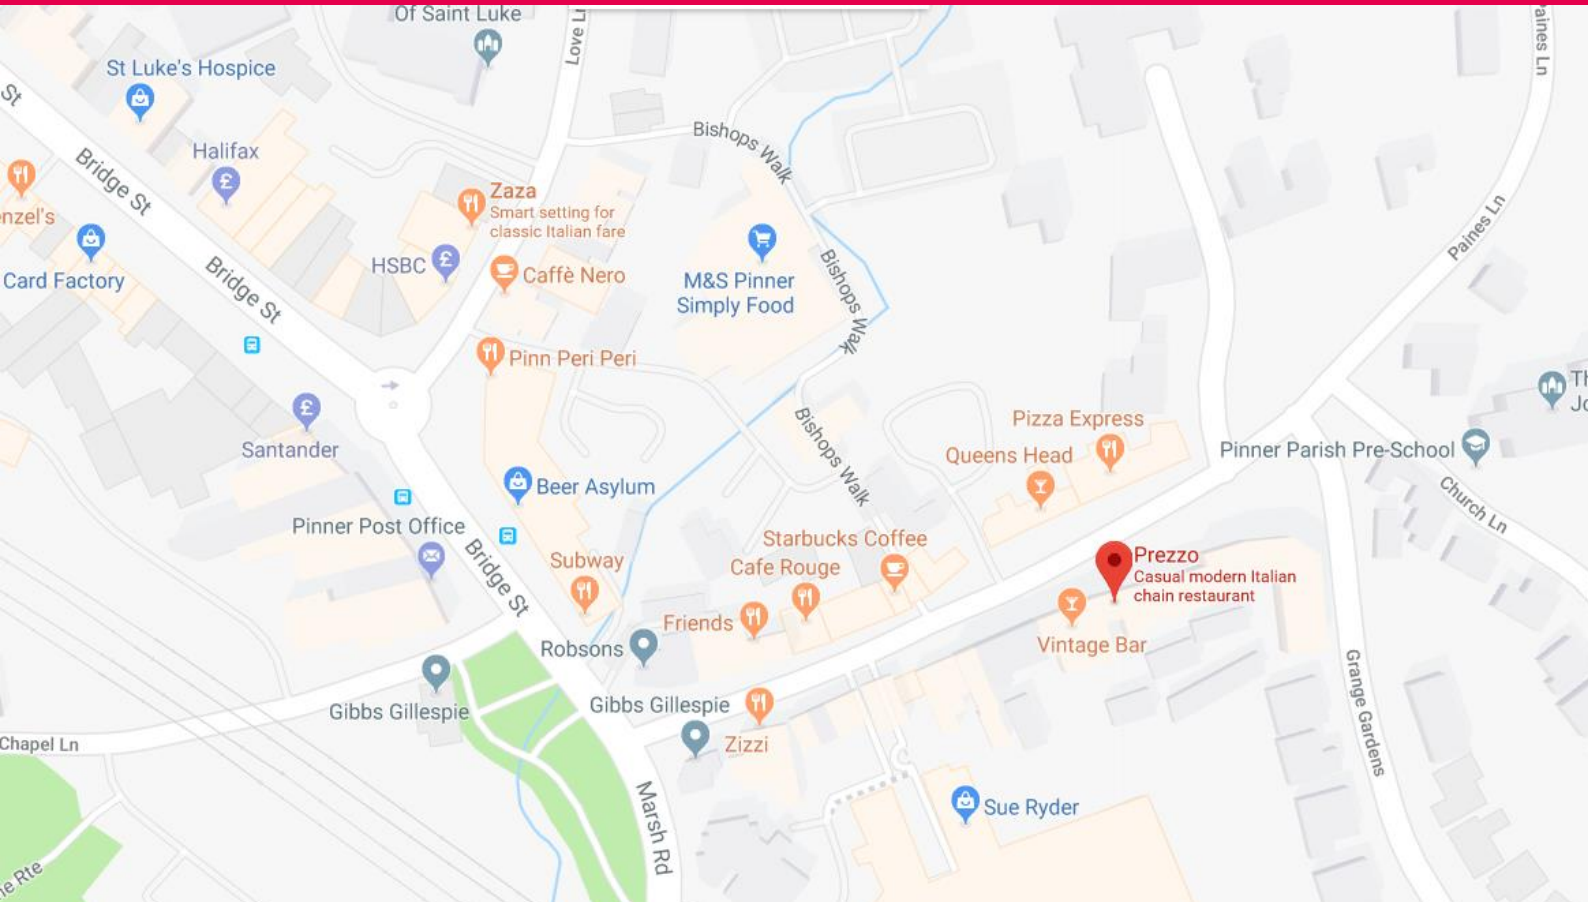 Of Saint Luke
Love L
Paines Ln
St Luke's Hospice
St
Bishops Walk
Halifax
Bridge St
Zaza
Smart setting for
classic Italian fare
enzel's
Paines Ln
HSBC
Caffè Nero
Card Factory
Bridge St
M&S Pinner
Simply Food
Bishops Walk
Pinn Peri Peri
Pizza Express
Santander
Queens Head
Pinner Parish Pre-School
Bishops Walk
Beer Asylum
Church Ln
Pinner Post Office
Starbucks Coffee
Subway
Cafe Rouge
Bridge St
Prezzo
Casual modern Italian
chain restaurant
Friends
Robsons
Vintage Bar
Gibbs Gillespie
Gibbs Gillespie
Grange Gardens
Zizzi
Chapel Ln
Sue Ryder
Marsh Rd
Rte